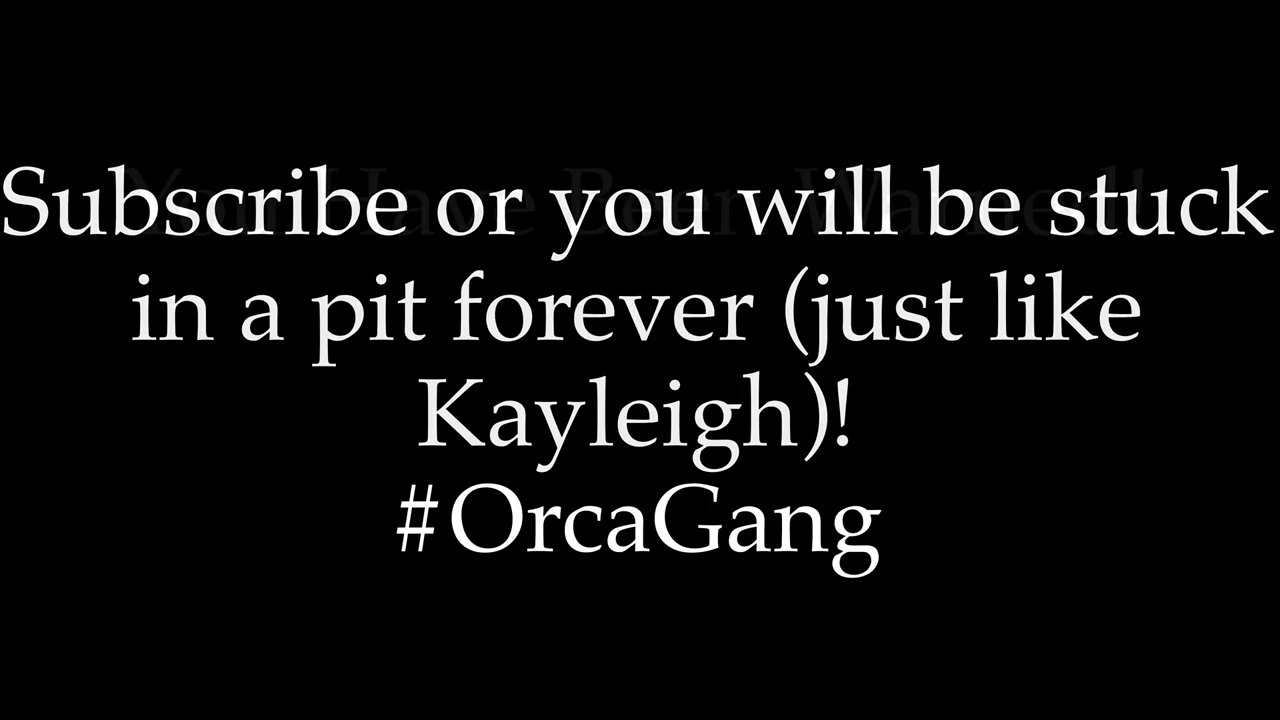 Subscribe or you will be stuck
in a pit forever (just like
Kayleigh)!
#OrcaGang